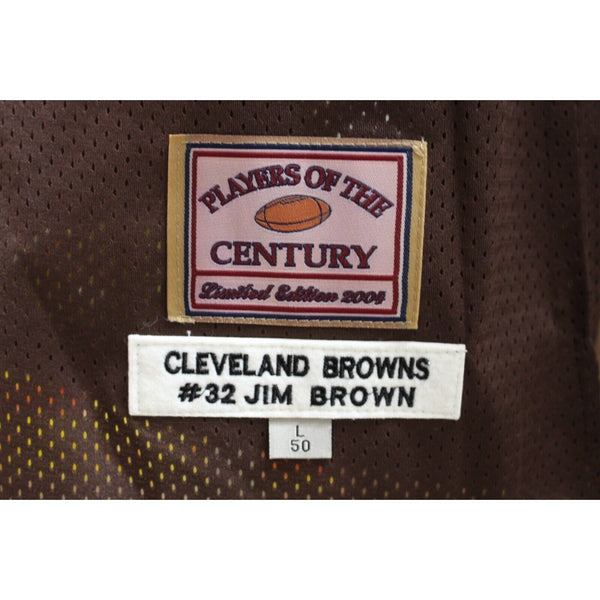 PLAYERS OF THE
CENTURY
Limited Edition 2004
CLEVELAND BROWNS
#32 JIM BROWN
L
50